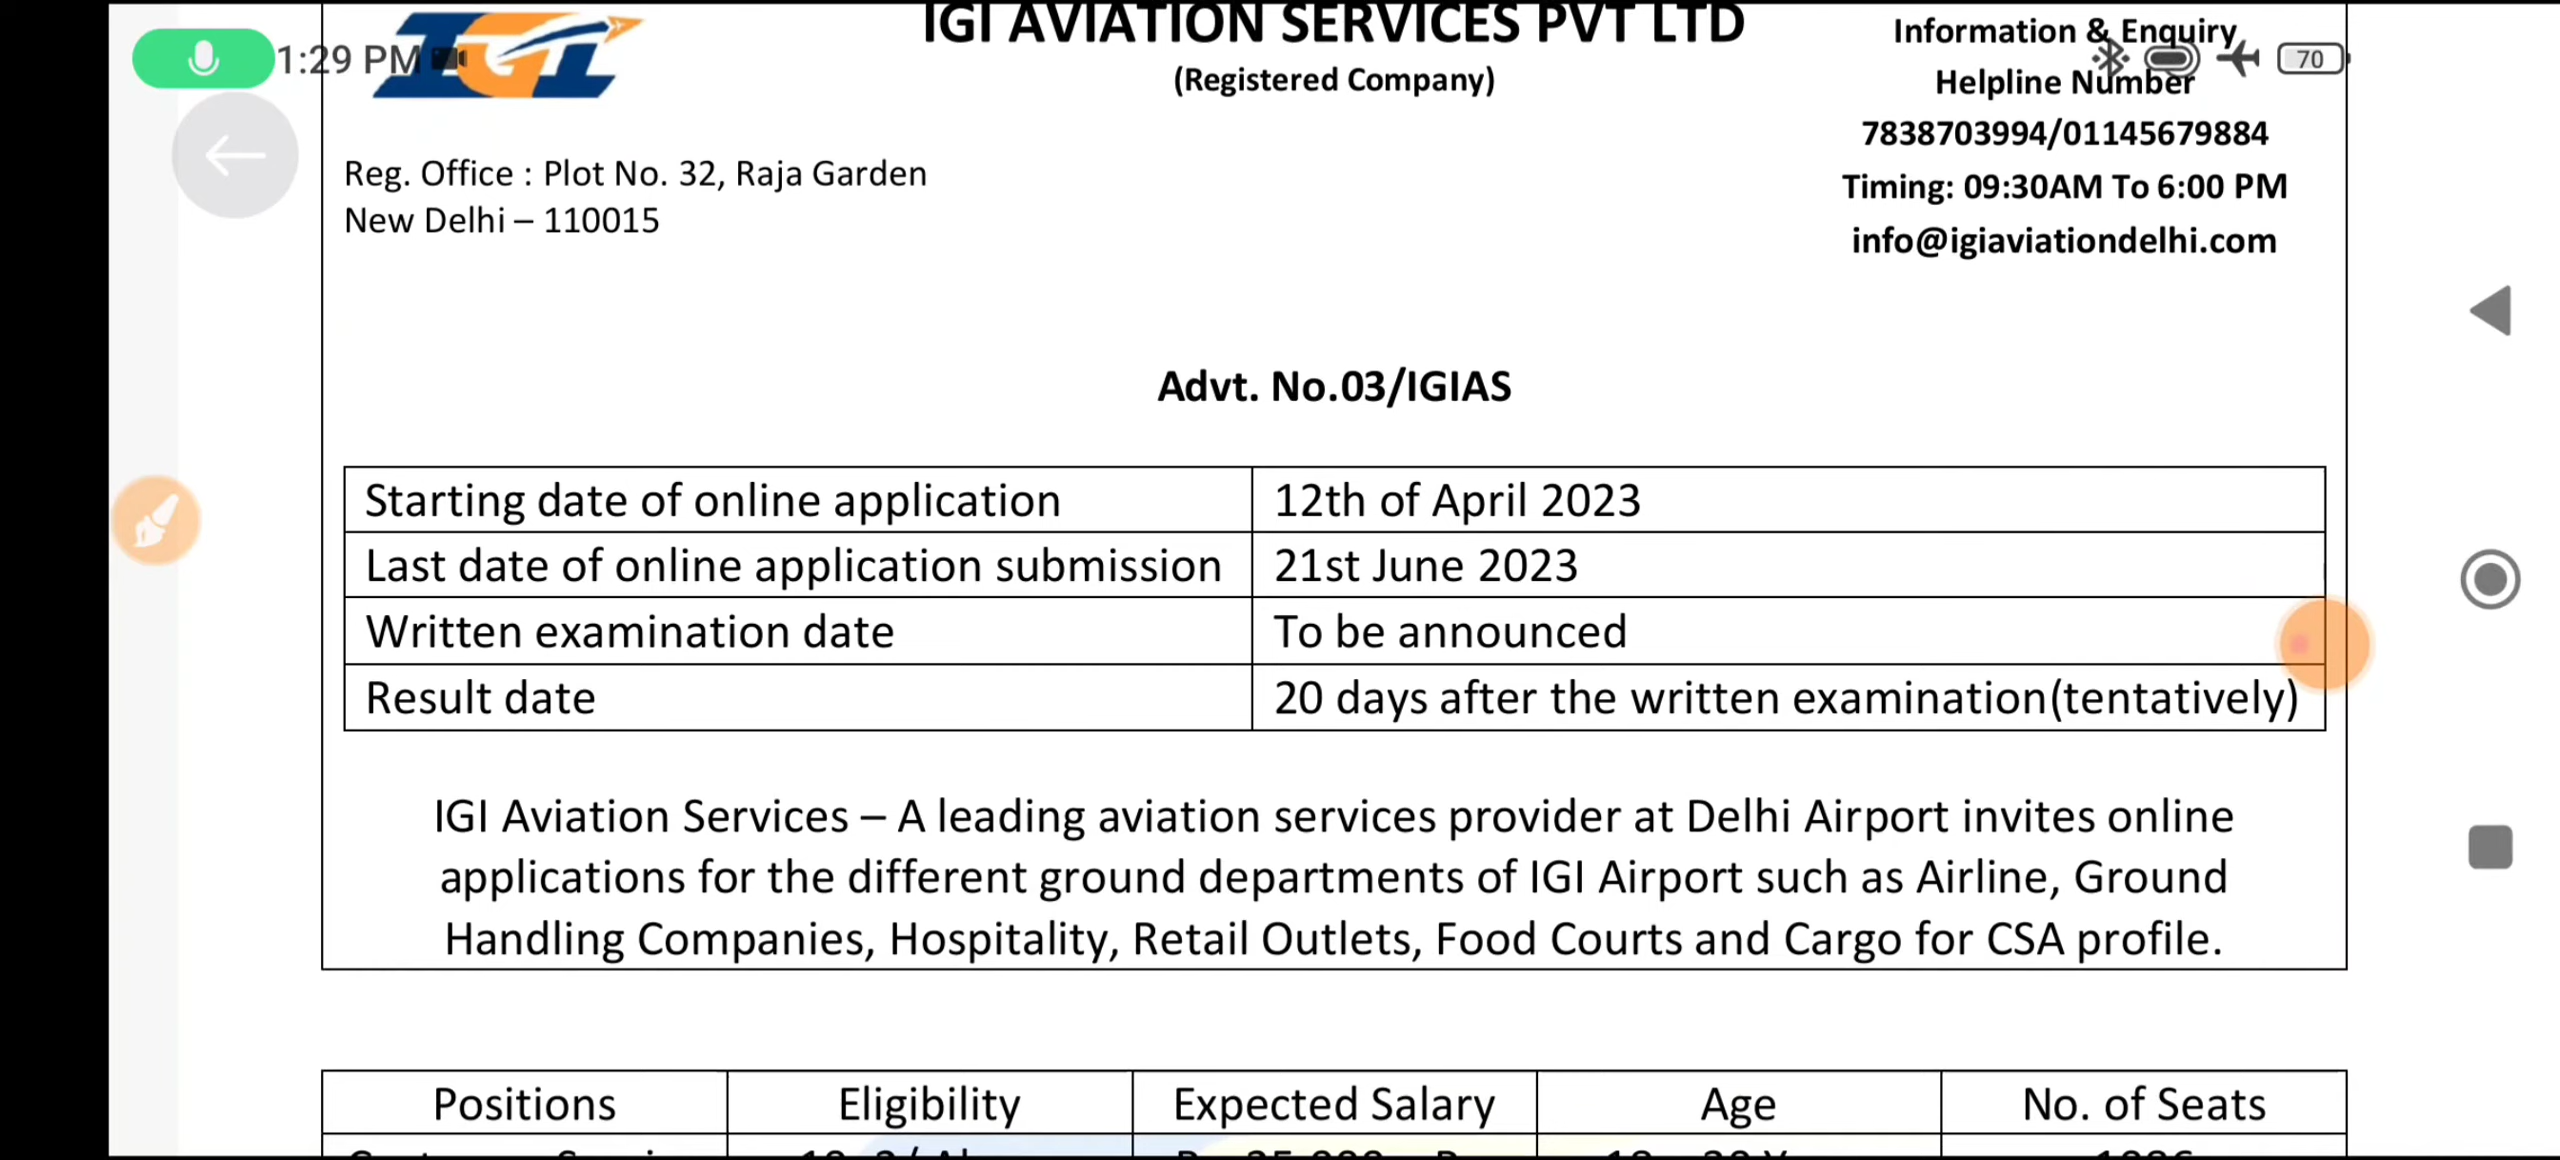 IGI AVIATION SERVICES PVT LTD
(Registered Company)
IGI
1:29 PM
70
Information & Enquiry
Helpline Number
7838703994/01145679884
Timing: 09:30AM To 6:00 PM
info@igiaviationdelhi.com
Reg. Office : Plot No. 32, Raja Garden
New Delhi – 110015
Advt. No.03/IGIAS
Starting date of online application 12th of April 2023
Last date of online application submission 21st June 2023
Written examination date To be announced
Result date 20 days after the written examination(tentatively)
IGI Aviation Services – A leading aviation services provider at Delhi Airport invites online
applications for the different ground departments of IGI Airport such as Airline, Ground
Handling Companies, Hospitality, Retail Outlets, Food Courts and Cargo for CSA profile.
Positions Eligibility Expected Salary Age No. of Seats